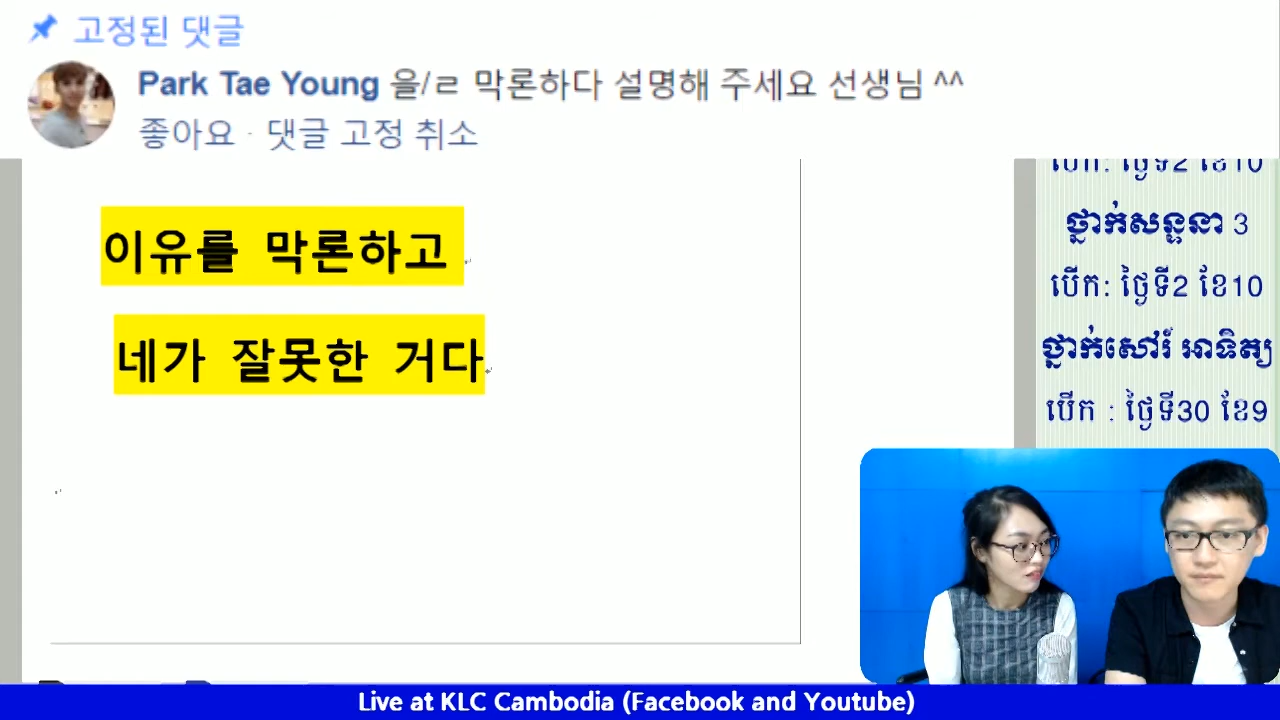 고정된 댓글
Park Tae Young 을/ㄹ 막론하다 설명해 주세요 선생님 ^^
좋아요 · 댓글 고정 취소
이유를 막론하고
네가 잘못한 거다
ថ្នាក់សន្ទនា 3
បើក: ថ្ងៃទី2 ខែ10
ថ្នាក់សៅរ៍ អាទិត្យ
បើក : ថ្ងៃទី30 ខែ9
Live at KLC Cambodia (Facebook and Youtube)